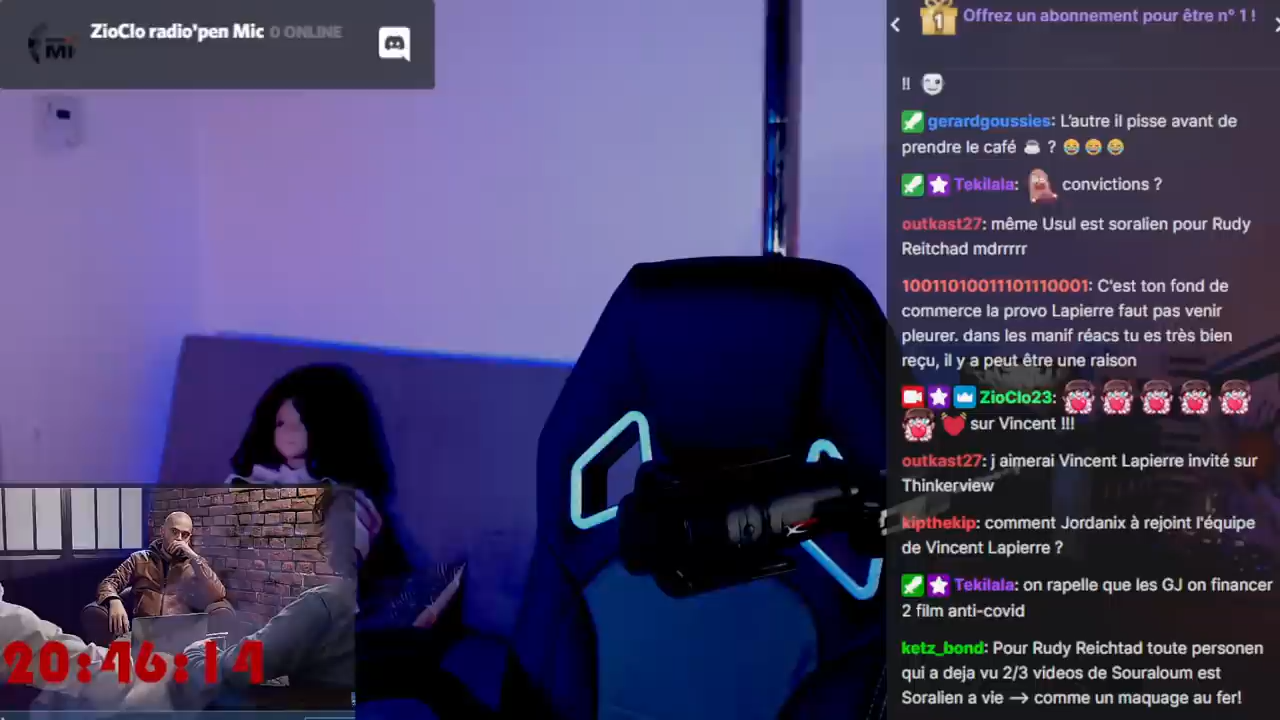 ZioClo radio'pen Mic 0 ONLINE
MI
20:46:14
1 Offrez un abonnement pour être n° 1 !
!!
gerardgoussies: L'autre il pisse avant de
prendre le café ☕ ? 😂 😂 😂
Tekilala: convictions ?
outkast27: même Usul est soralien pour Rudy
Reitchad mdrrrrr
10011010011101110001: C'est ton fond de
commerce la provo Lapierre faut pas venir
pleurer. dans les manif réacs tu es très bien
reçu, il y a peut être une raison
ZioClo23:
sur Vincent !!!
outkast27: j aimerai Vincent Lapierre invité sur
Thinkerview
kipthekip: comment Jordanix à rejoint l'équipe
de Vincent Lapierre ?
Tekilala: on rapelle que les GJ on financer
2 film anti-covid
ketz_bond: Pour Rudy Reichtad toute personen
qui a deja vu 2/3 videos de Souraloum est
Soralien a vie —> comme un maquage au fer!